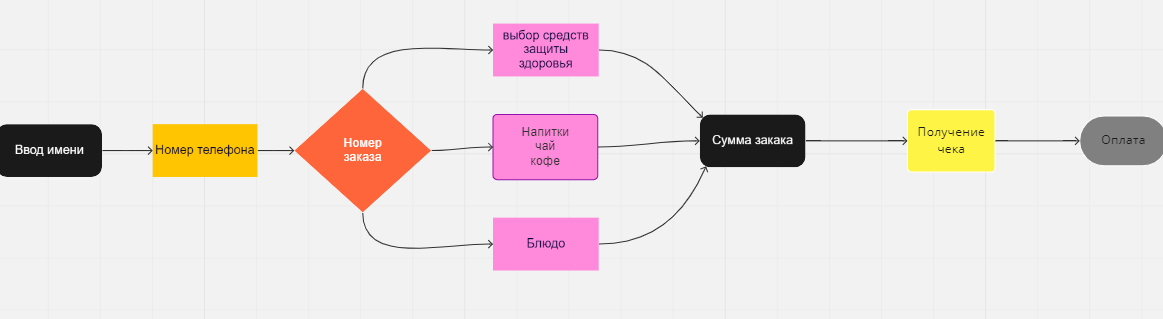 Ввод имени
Номер телефона
Номер
заказа
выбор средств
защиты
здоровья
Напитки
чай
кофе
Блюдо
Сумма закака
Получение
чека
Оплата